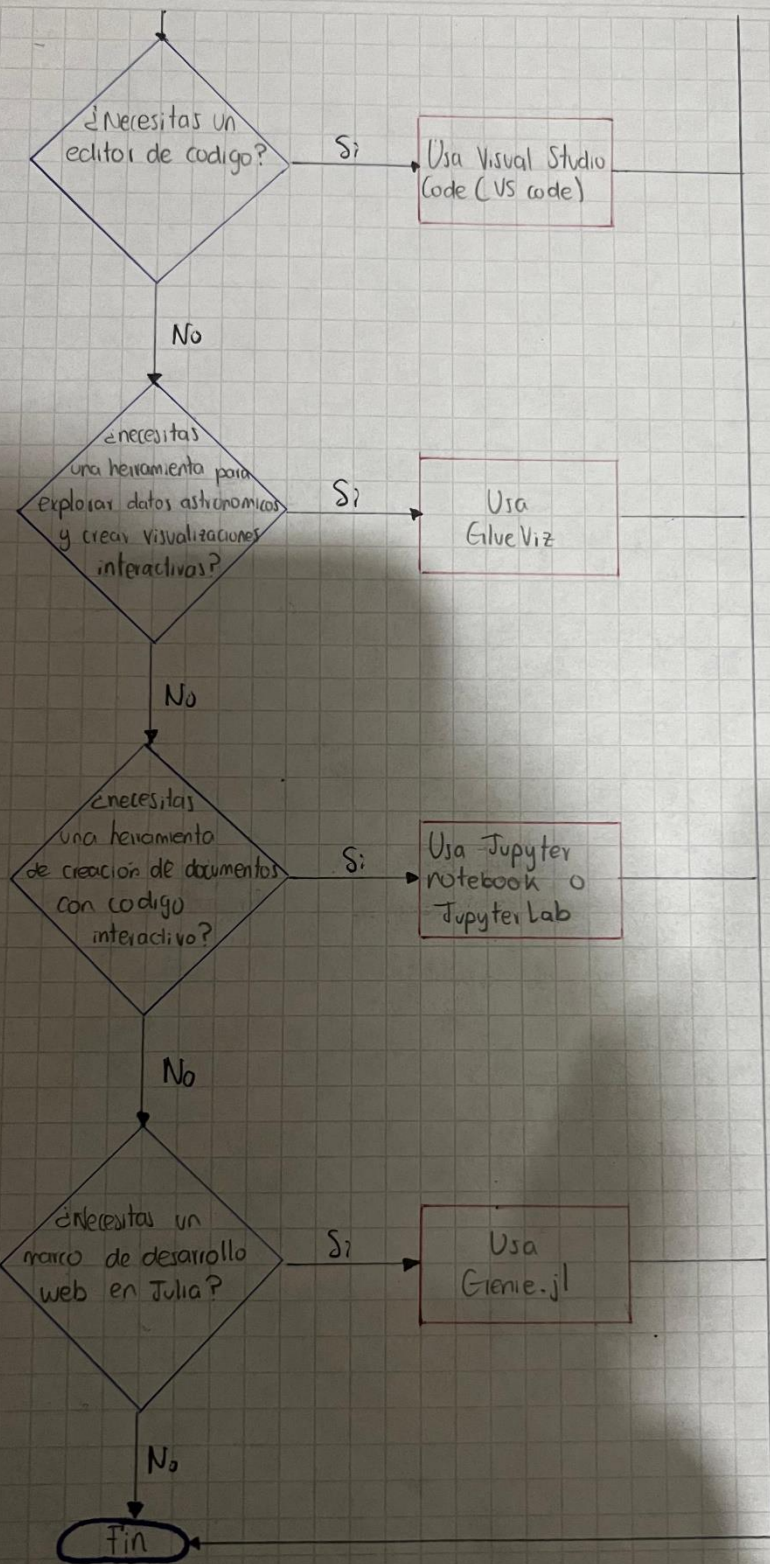 ¿Necesitas un
editor de codigo?
Si
Usa Visual Studio
Code (VS code)
No
¿necesitas
una herramienta para
explorar datos astronomicos
y crear visualizaciones
interactivas?
Si
Usa
GlueViz
No
¿necesitas
una herramienta
de creación de documentos
con codigo
interactivo?
Si
Usa Jupyter
notebook o
JupyterLab
No
¿Necesitas un
marco de desarrollo
web en Julia?
Si
Usa
Genie.jl
No
Fin